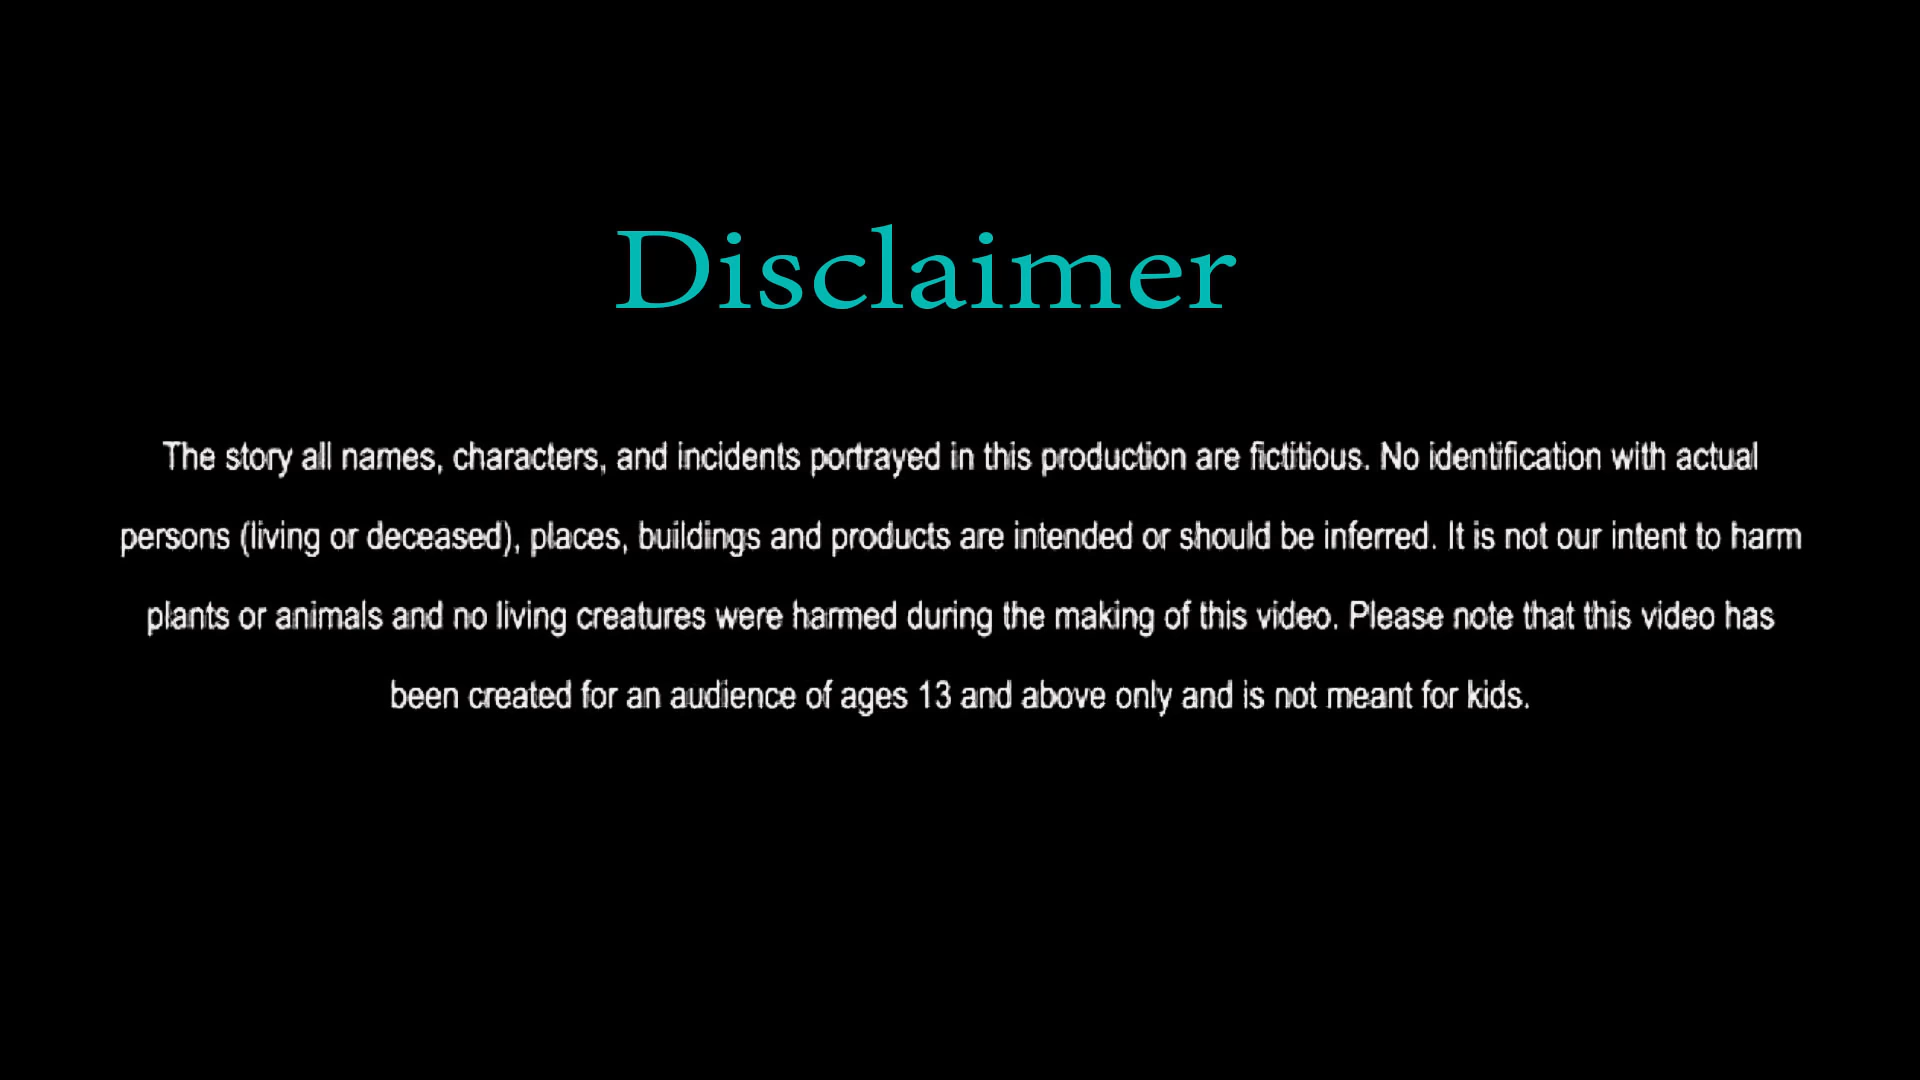 Disclaimer
The story all names, characters, and incidents portrayed in this production are fictitious. No identification with actual
persons (living or deceased), places, buildings and products are intended or should be inferred. It is not our intent to harm
plants or animals and no living creatures were harmed during the making of this video. Please note that this video has
been created for an audience of ages 13 and above only and is not meant for kids.